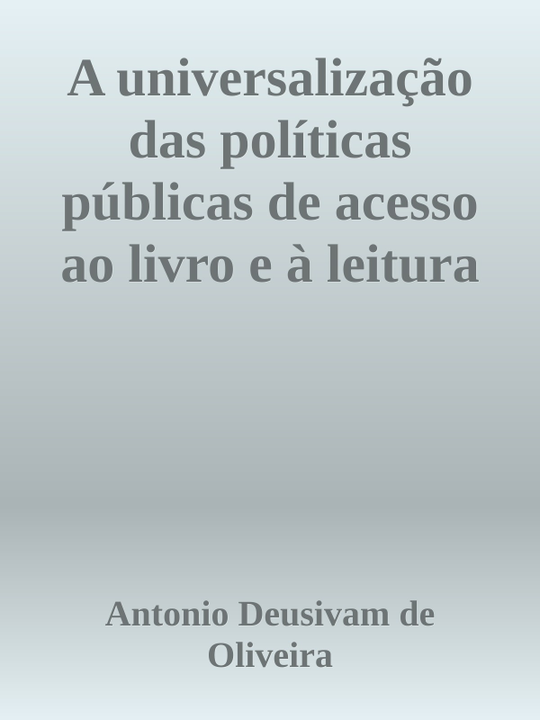 A universalização
das políticas
públicas de acesso
ao livro e à leitura
Antonio Deusivam de
Oliveira